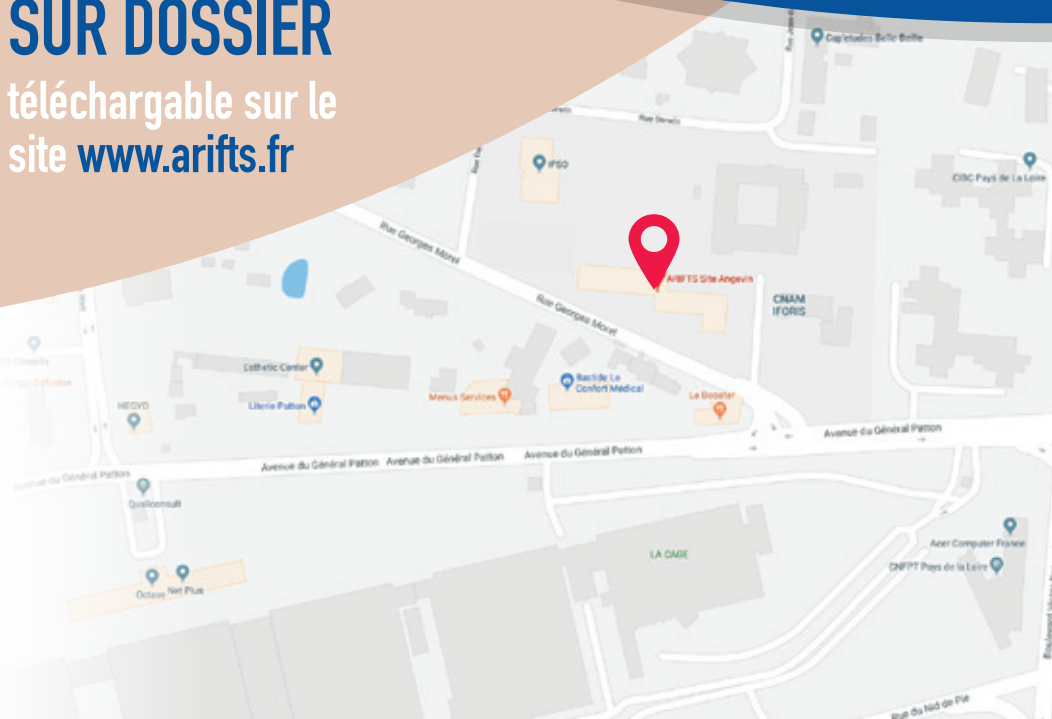 SUR DOSSIER
téléchargable sur le
site www.arifts.fr
Cap'etudes Belle-Beille
Rue Darwin
IFSO
CIBC Pays de La Loire
Rue Georges Morel
ARIFTS Site Angevin
CNAM
IFORIS
Rue Georges Morel
Esthetic Center
Bastide Le
Confort Médical
Menus Services
Le Booster
Literie Patton
HEGYD
Avenue du Général Patton
Avenue du Général Patton
Avenue du Général Patton
Avenue du Général Patton
Avenue du Général Patton
Qualiconsult
LA CAGE
Acer Computer France
CNFPT Pays de la Loire
Octave
Net Plus
Rue du Nid de Pie